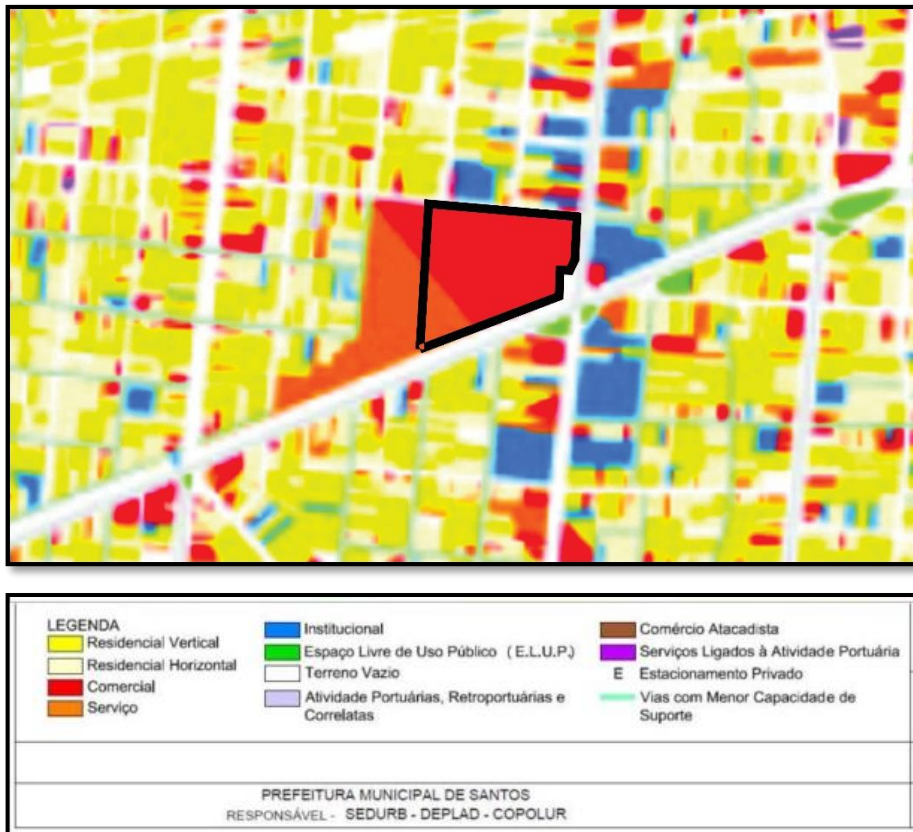 LEGENDA
Residencial Vertical
Residencial Horizontal
Comercial
Serviço
Institucional
Espaço Livre de Uso Público ( E.L.U.P.)
Terreno Vazio
Atividade Portuárias, Retroportuárias e
Correlatas
Comércio Atacadista
Serviços Ligados à Atividade Portuária
E Estacionamento Privado
Vias com Menor Capacidade de
Suporte
PREFEITURA MUNICIPAL DE SANTOS
RESPONSÁVEL - SEDURB - DEPLAD - COPOLUR